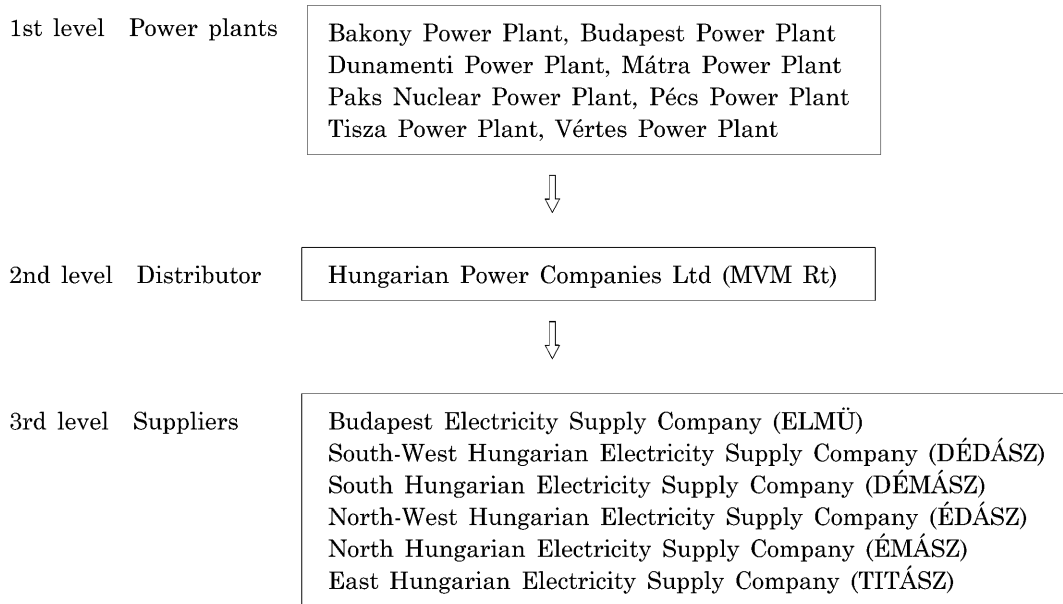 1st level Power plants
Bakony Power Plant, Budapest Power Plant
Dunamenti Power Plant, Mátra Power Plant
Paks Nuclear Power Plant, Pécs Power Plant
Tisza Power Plant, Vértes Power Plant
2nd level Distributor
Hungarian Power Companies Ltd (MVM Rt)
3rd level Suppliers
Budapest Electricity Supply Company (ELMÜ)
South-West Hungarian Electricity Supply Company (DÉDÁSZ)
South Hungarian Electricity Supply Company (DÉMÁSZ)
North-West Hungarian Electricity Supply Company (ÉDÁSZ)
North Hungarian Electricity Supply Company (ÉMÁSZ)
East Hungarian Electricity Supply Company (TITÁSZ)